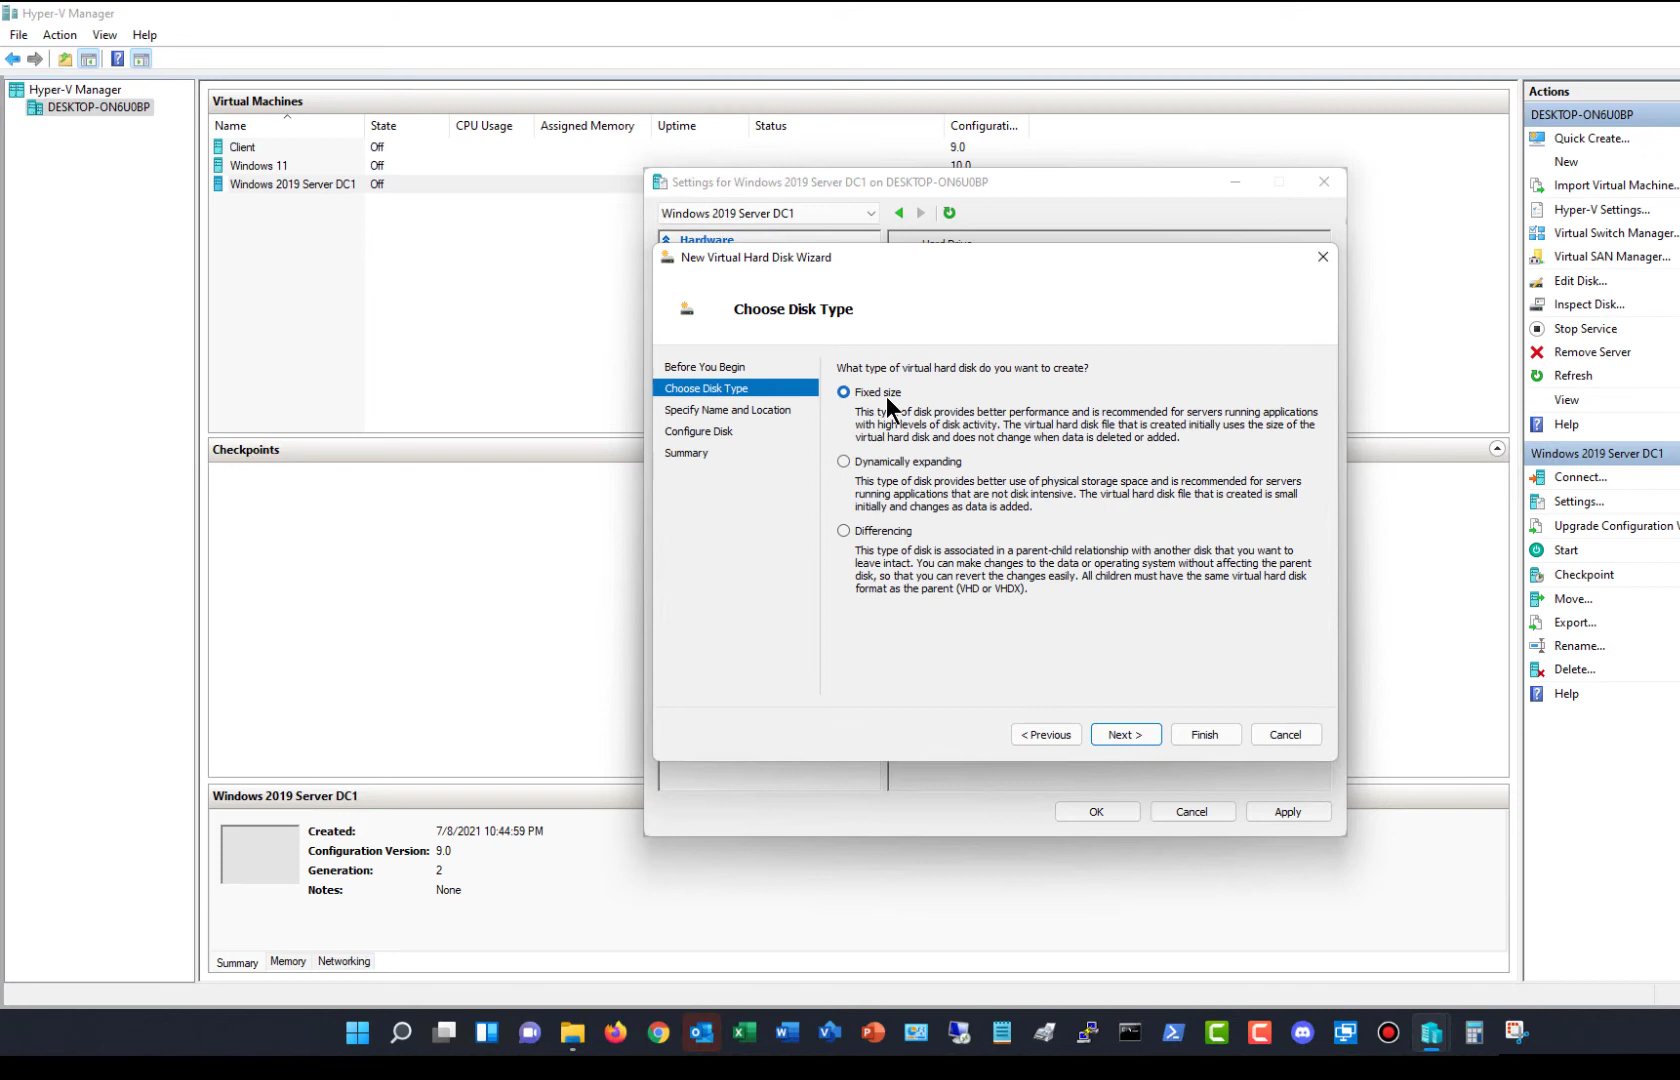 Hyper-V Manager
File Action View Help
Hyper-V Manager
DESKTOP-ON6U0BP
Virtual Machines
Name State CPU Usage Assigned Memory Uptime Status Configurati...
Client Off 9.0
Windows 11 Off 10.0
Windows 2019 Server DC1 Off
Checkpoints
Windows 2019 Server DC1
Created: 7/8/2021 10:44:59 PM
Configuration Version: 9.0
Generation: 2
Notes: None
Summary Memory Networking
Settings for Windows 2019 Server DC1 on DESKTOP-ON6U0BP
Windows 2019 Server DC1
Hardware
Hard Drive
New Virtual Hard Disk Wizard
Choose Disk Type
Before You Begin
Choose Disk Type
Specify Name and Location
Configure Disk
Summary
What type of virtual hard disk do you want to create?
Fixed size
This type of disk provides better performance and is recommended for servers running applications
with high levels of disk activity. The virtual hard disk file that is created initially uses the size of the
virtual hard disk and does not change when data is deleted or added.
Dynamically expanding
This type of disk provides better use of physical storage space and is recommended for servers
running applications that are not disk intensive. The virtual hard disk file that is created is small
initially and changes as data is added.
Differencing
This type of disk is associated in a parent-child relationship with another disk that you want to
leave intact. You can make changes to the data or operating system without affecting the parent
disk, so that you can revert the changes easily. All children must have the same virtual hard disk
format as the parent (VHD or VHDX).
< Previous Next > Finish Cancel
OK Cancel Apply
Actions
DESKTOP-ON6U0BP
Quick Create...
New
Import Virtual Machine...
Hyper-V Settings...
Virtual Switch Manager...
Virtual SAN Manager...
Edit Disk...
Inspect Disk...
Stop Service
Remove Server
Refresh
View
Help
Windows 2019 Server DC1
Connect...
Settings...
Upgrade Configuration V
Start
Checkpoint
Move...
Export...
Rename...
Delete...
Help